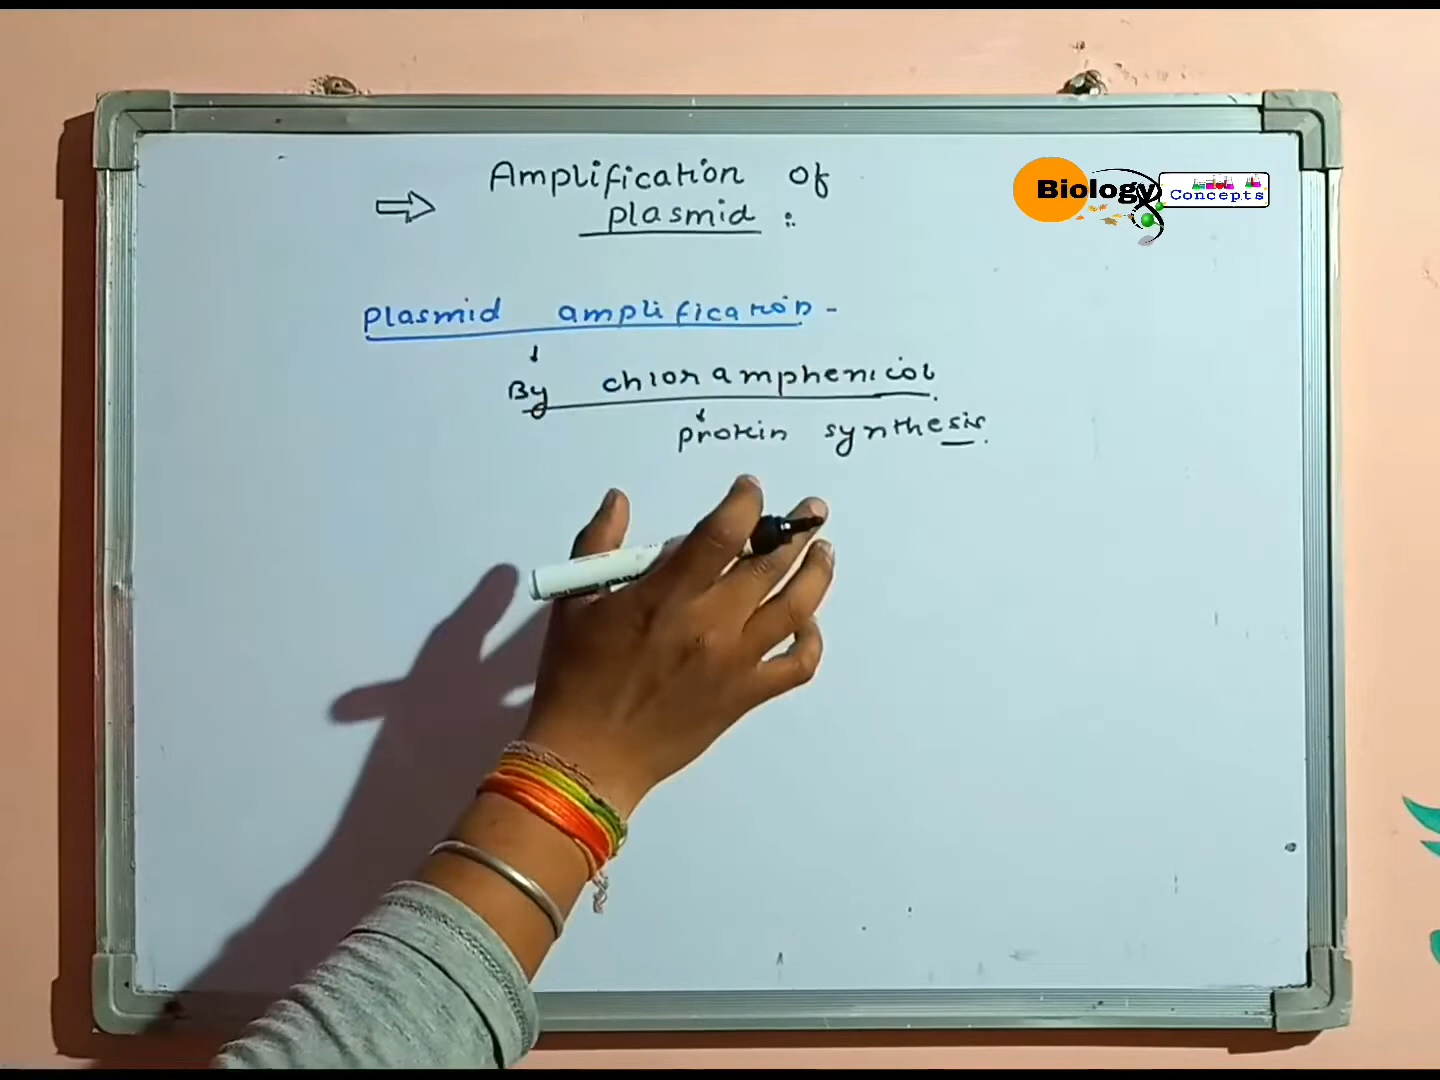 Amplification of
plasmid :
Biology
Concepts
Plasmid amplification -
By chloramphenicol.
protein synthesis.